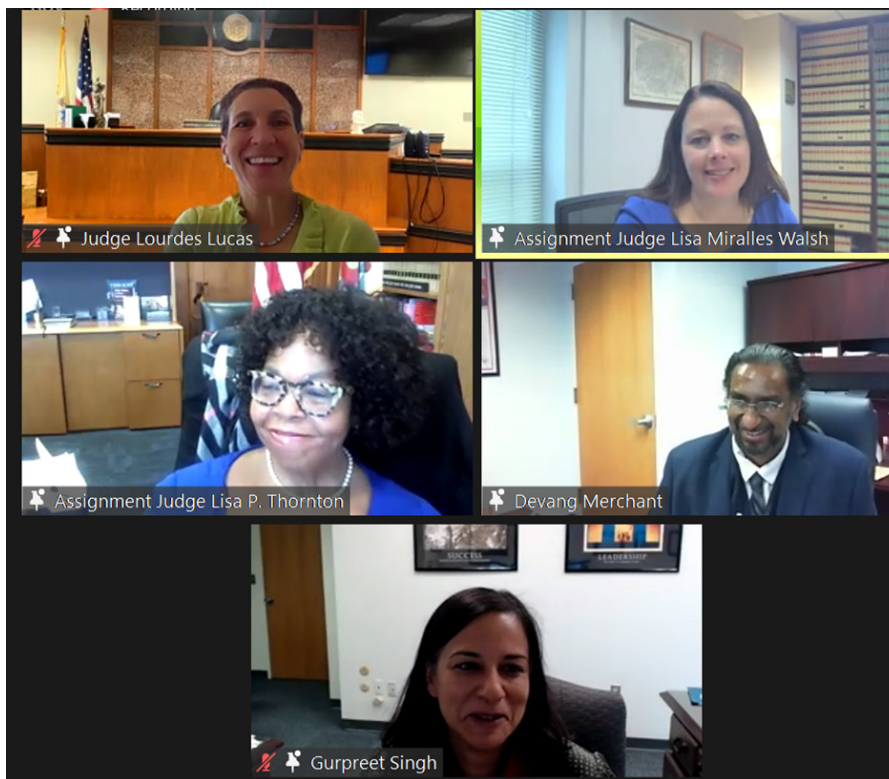 Judge Lourdes Lucas
Assignment Judge Lisa Miralles Walsh
Assignment Judge Lisa P. Thornton
Devang Merchant
SUCCESS
LEADERSHIP
Gurpreet Singh